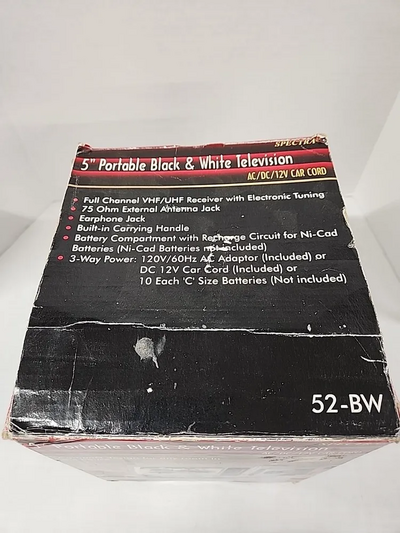 SPECTRA
5" Portable Black & White Television
AC/DC/12V CAR CORD
Full Channel VHF/UHF Receiver with Electronic Tuning
75 Ohm External Antenna Jack
Earphone Jack
Built-in Carrying Handle
Battery Compartment with Recharge Circuit for Ni-Cad
Batteries (Ni-Cad Batteries not included)
3-Way Power: 120V/60Hz AC Adaptor (Included) or
DC 12V Car Cord (Included) or
10 Each 'C' Size Batteries (Not included)
52-BW
Portable Black & White Television